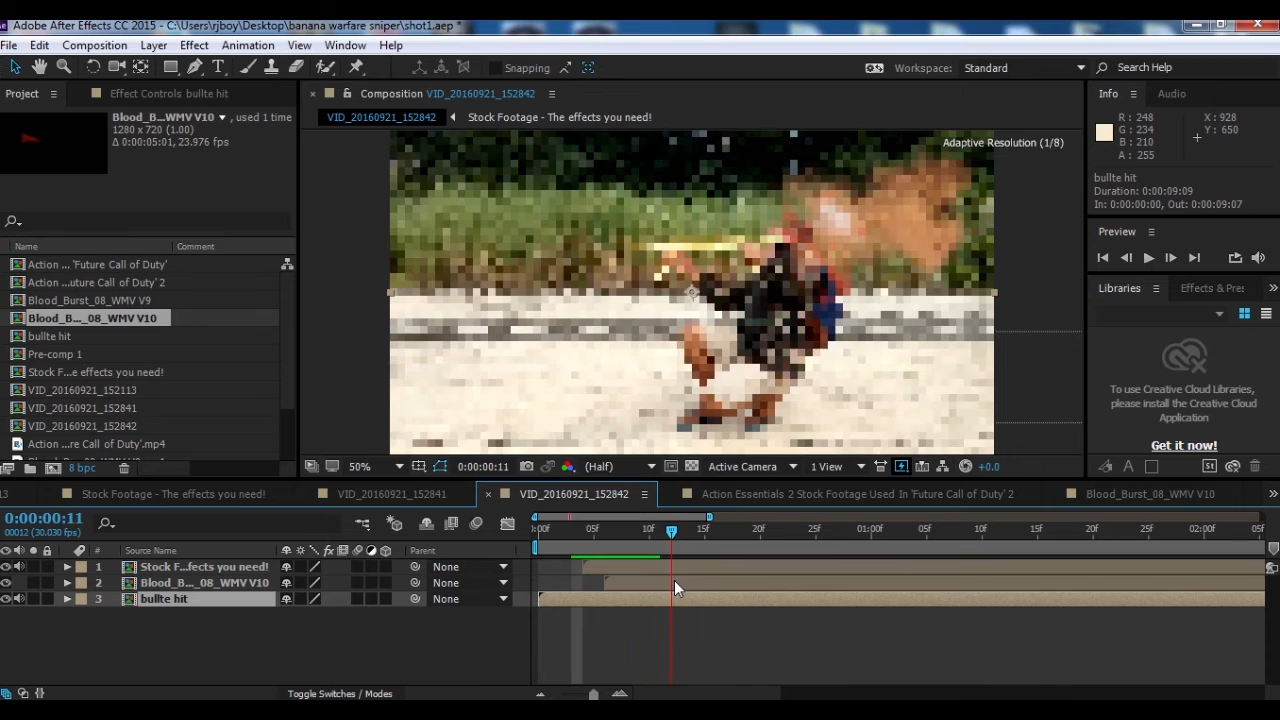 Adobe After Effects CC 2015 - C:\Users\rjboy\Desktop\banana warfare sniper\shot1.aep *
File Edit Composition Layer Effect Animation View Window Help
Snapping
Workspace: Standard
Search Help
Project
Effect Controls bullte hit
Composition VID_20160921_152842
Info
Audio
Blood_B...WMV V10
, used 1 time
1280 x 720 (1.00)
Δ 0:00:05:01, 23.976 fps
VID_20160921_152842
Stock Footage - The effects you need!
Adaptive Resolution (1/8)
R : 248
G : 234
B : 210
A : 255
X : 928
Y : 650
bullte hit
Duration: 0:00:09:09
In: 0:00:00:00, Out: 0:00:09:07
Preview
Libraries
Effects & Pre:
Name
Comment
Action ... 'Future Call of Duty'
Action ...uture Call of Duty' 2
Blood_Burst_08_WMV V9
Blood_B..._08_WMV V10
bullte hit
Pre-comp 1
Stock F...e effects you need!
VID_20160921_152113
VID_20160921_152841
VID_20160921_152842
Action ...re Call of Duty'.mp4
8 bpc
To use Creative Cloud Libraries,
please install the Creative Cloud
Application
Get it now!
50%
0:00:00:11
(Half)
Active Camera
1 View
+0.0
13
Stock Footage - The effects you need!
VID_20160921_152841
VID_20160921_152842
Action Essentials 2 Stock Footage Used In 'Future Call of Duty' 2
Blood_Burst_08_WMV V10
0:00:00:11
00012 (30.030 fps)
:00f 05f 10f 15f 20f 25f 01:00f 05f 10f 15f 20f 25f 02:00f 05f
# Source Name
Parent
1 Stock F...fects you need! None
2 Blood_B..._08_WMV V10 None
3 bullte hit None
Toggle Switches / Modes